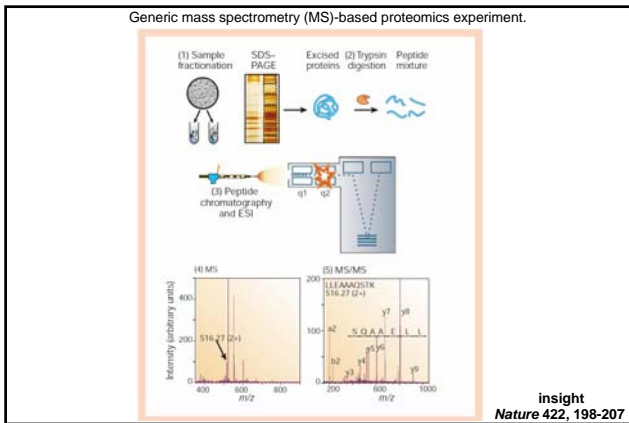 Generic mass spectrometry (MS)-based proteomics experiment.
(1) Sample
fractionation
SDS–
PAGE
Excised
proteins
(2) Trypsin
digestion
Peptide
mixture
(3) Peptide
chromatography
and ESI
q1
q2
(4) MS
Intensity (arbitrary units)
400
200
0
516.27 (2+)
400
600
800
m/z
(5) MS/MS
200
100
0
LLEAAAQSTK
516.27 (2+)
a2
b2
S Q A A E L L
y3
y4
y5
y6
y7
y8
y9
200
600
1000
m/z
insight
Nature 422, 198-207